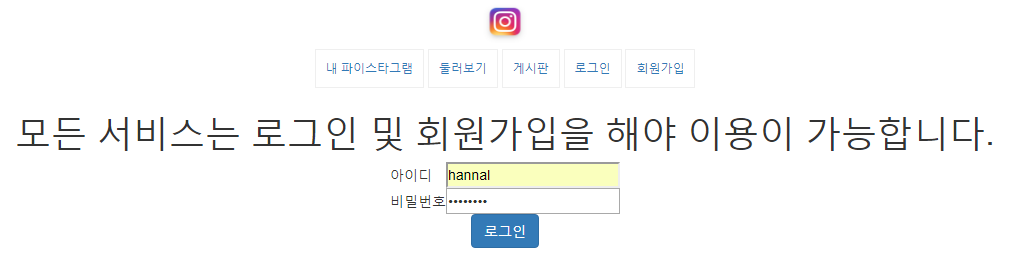 내 파이스타그램 둘러보기 게시판 로그인 회원가입
모든 서비스는 로그인 및 회원가입을 해야 이용이 가능합니다.
아이디 hannal
비밀번호 ••••••••
로그인